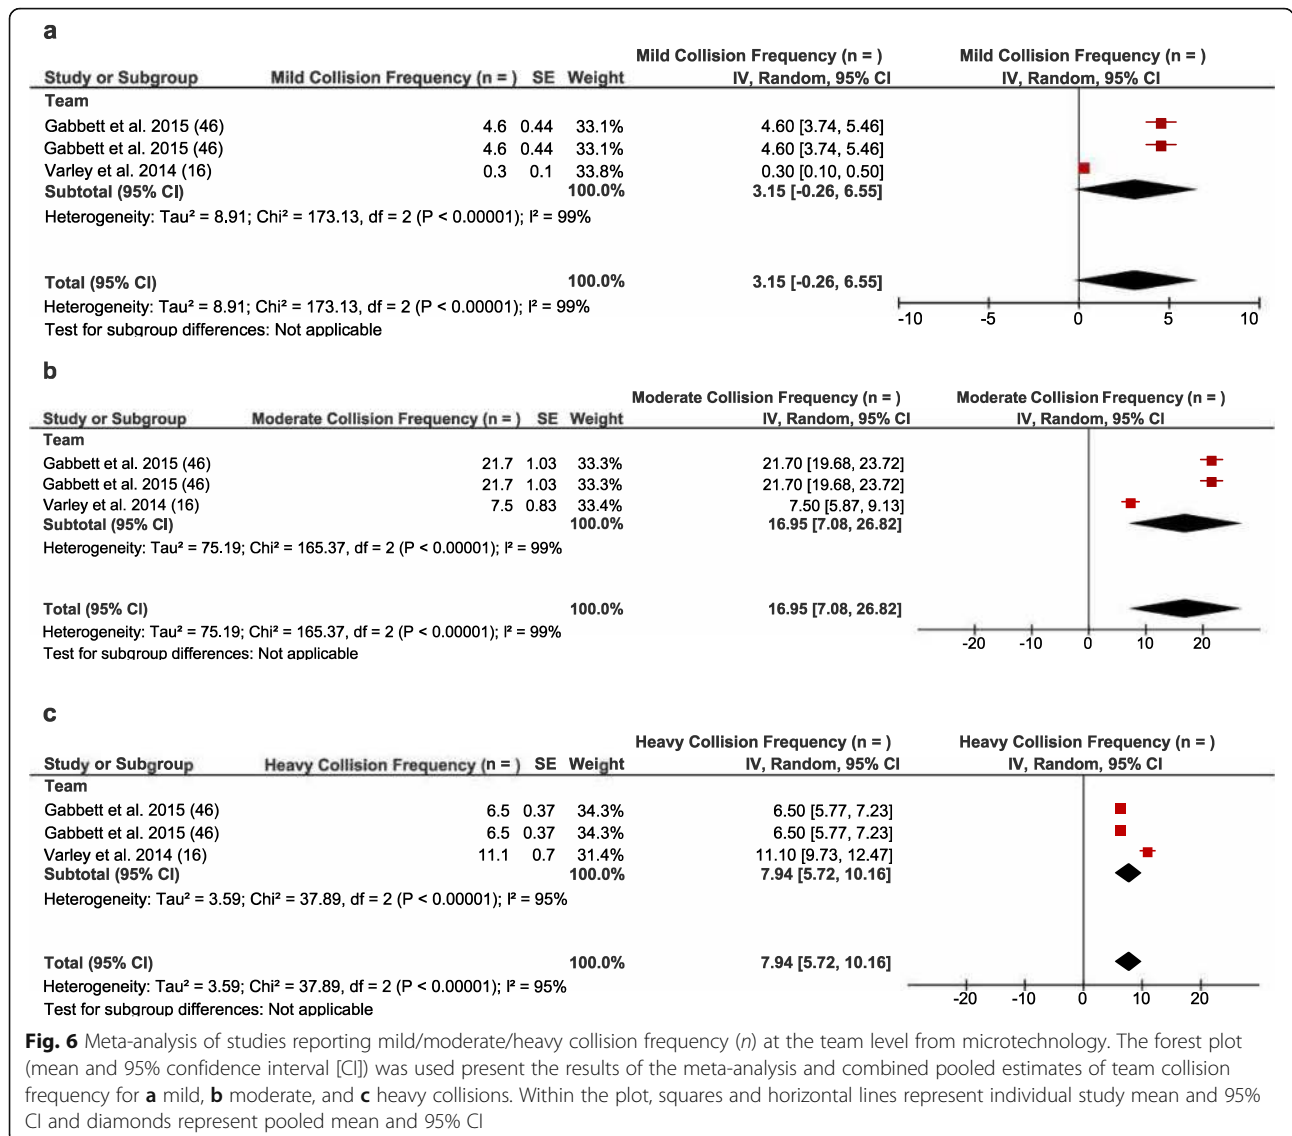 a
Mild Collision Frequency (n = ) Mild Collision Frequency (n = )
Study or Subgroup Mild Collision Frequency (n = ) SE Weight IV, Random, 95% CI IV, Random, 95% CI
Team
Gabbett et al. 2015 (46) 4.6 0.44 33.1% 4.60 [3.74, 5.46]
Gabbett et al. 2015 (46) 4.6 0.44 33.1% 4.60 [3.74, 5.46]
Varley et al. 2014 (16) 0.3 0.1 33.8% 0.30 [0.10, 0.50]
Subtotal (95% CI) 100.0% 3.15 [-0.26, 6.55]
Heterogeneity: Tau² = 8.91; Chi² = 173.13, df = 2 (P < 0.00001); I² = 99%
Total (95% CI) 100.0% 3.15 [-0.26, 6.55]
Heterogeneity: Tau² = 8.91; Chi² = 173.13, df = 2 (P < 0.00001); I² = 99%
Test for subgroup differences: Not applicable
-10 -5 0 5 10
b
Moderate Collision Frequency (n = ) Moderate Collision Frequency (n = )
Study or Subgroup Moderate Collision Frequency (n = ) SE Weight IV, Random, 95% CI IV, Random, 95% CI
Team
Gabbett et al. 2015 (46) 21.7 1.03 33.3% 21.70 [19.68, 23.72]
Gabbett et al. 2015 (46) 21.7 1.03 33.3% 21.70 [19.68, 23.72]
Varley et al. 2014 (16) 7.5 0.83 33.4% 7.50 [5.87, 9.13]
Subtotal (95% CI) 100.0% 16.95 [7.08, 26.82]
Heterogeneity: Tau² = 75.19; Chi² = 165.37, df = 2 (P < 0.00001); I² = 99%
Total (95% CI) 100.0% 16.95 [7.08, 26.82]
Heterogeneity: Tau² = 75.19; Chi² = 165.37, df = 2 (P < 0.00001); I² = 99%
Test for subgroup differences: Not applicable
-20 -10 0 10 20
c
Heavy Collision Frequency (n = ) Heavy Collision Frequency (n = )
Study or Subgroup Heavy Collision Frequency (n = ) SE Weight IV, Random, 95% CI IV, Random, 95% CI
Team
Gabbett et al. 2015 (46) 6.5 0.37 34.3% 6.50 [5.77, 7.23]
Gabbett et al. 2015 (46) 6.5 0.37 34.3% 6.50 [5.77, 7.23]
Varley et al. 2014 (16) 11.1 0.7 31.4% 11.10 [9.73, 12.47]
Subtotal (95% CI) 100.0% 7.94 [5.72, 10.16]
Heterogeneity: Tau² = 3.59; Chi² = 37.89, df = 2 (P < 0.00001); I² = 95%
Total (95% CI) 100.0% 7.94 [5.72, 10.16]
Heterogeneity: Tau² = 3.59; Chi² = 37.89, df = 2 (P < 0.00001); I² = 95%
Test for subgroup differences: Not applicable
-20 -10 0 10 20
Fig. 6 Meta-analysis of studies reporting mild/moderate/heavy collision frequency (n) at the team level from microtechnology. The forest plot
(mean and 95% confidence interval [CI]) was used present the results of the meta-analysis and combined pooled estimates of team collision
frequency for a mild, b moderate, and c heavy collisions. Within the plot, squares and horizontal lines represent individual study mean and 95%
CI and diamonds represent pooled mean and 95% CI